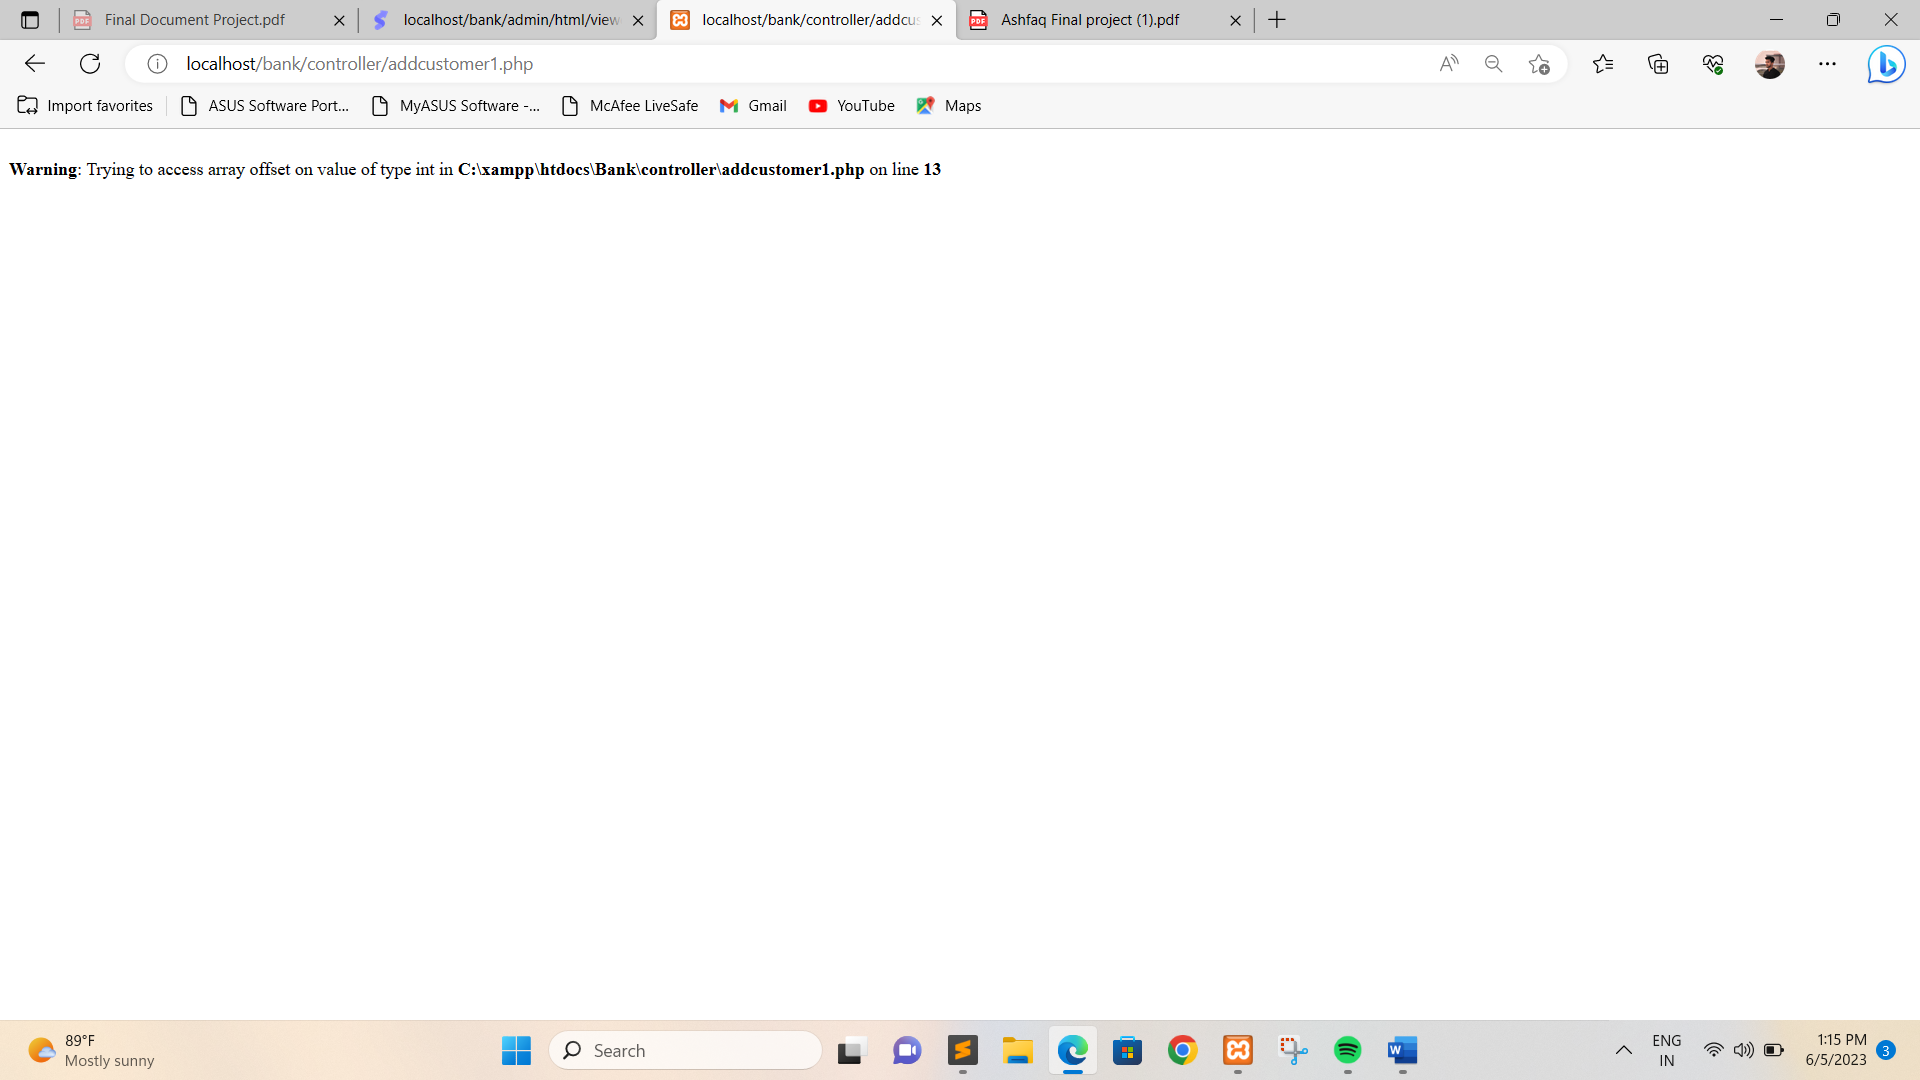 Final Document Project.pdf
localhost/bank/admin/html/view
localhost/bank/controller/addcus
Ashfaq Final project (1).pdf
localhost/bank/controller/addcustomer1.php
Import favorites
ASUS Software Port...
MyASUS Software -...
McAfee LiveSafe
Gmail
YouTube
Maps
Warning: Trying to access array offset on value of type int in C:\xampp\htdocs\Bank\controller\addcustomer1.php on line 13
89°F
Mostly sunny
Search
ENG
IN
1:15 PM
6/5/2023
3